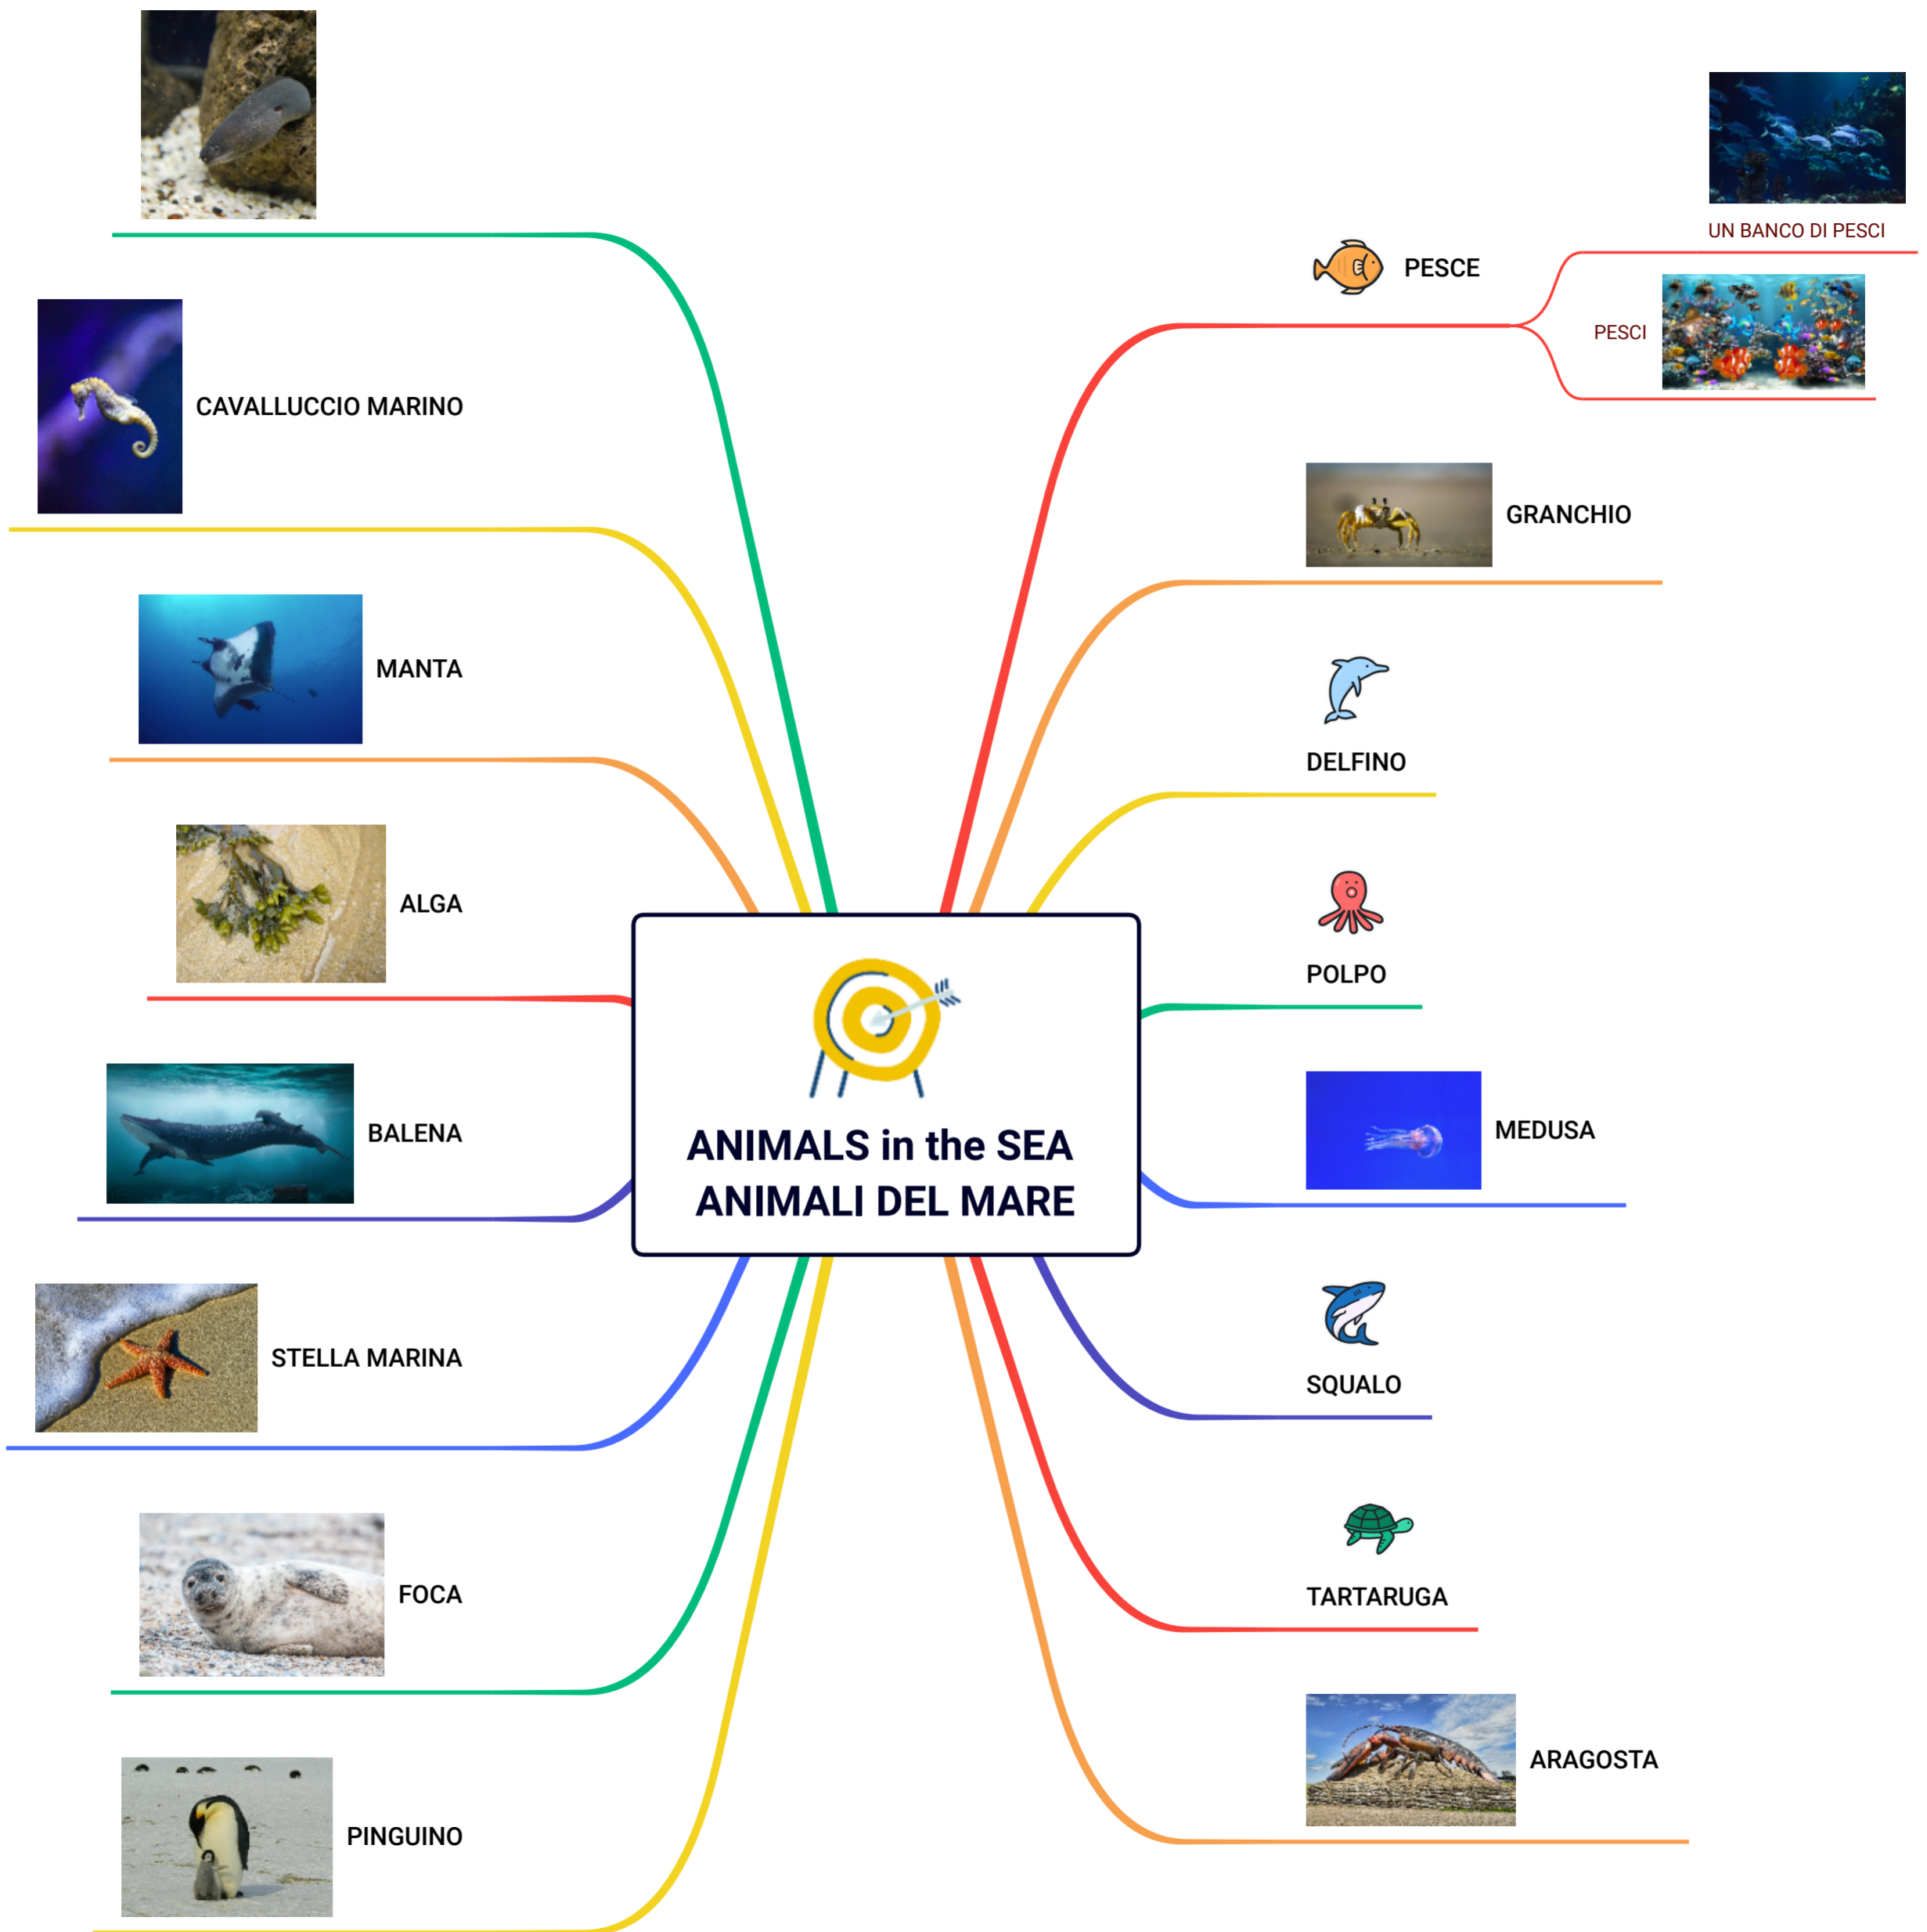 ANIMALS in the SEA
ANIMALI DEL MARE
PESCE
UN BANCO DI PESCI
PESCI
GRANCHIO
DELFINO
POLPO
MEDUSA
SQUALO
TARTARUGA
ARAGOSTA
CAVALLUCCIO MARINO
MANTA
ALGA
BALENA
STELLA MARINA
FOCA
PINGUINO